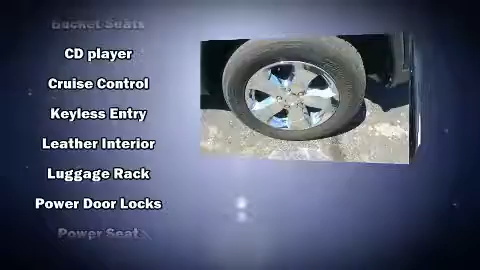 Bucket Seats
CD player
Cruise Control
Keyless Entry
Leather Interior
Luggage Rack
Power Door Locks
Power Seat